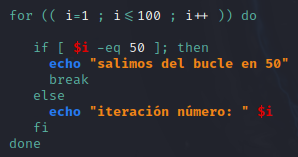 for (( i=1 ; i<=100 ; i++ )) do
if [ $i -eq 50 ]; then
echo "salimos del bucle en 50"
break
else
echo "iteración número: " $i
fi
done